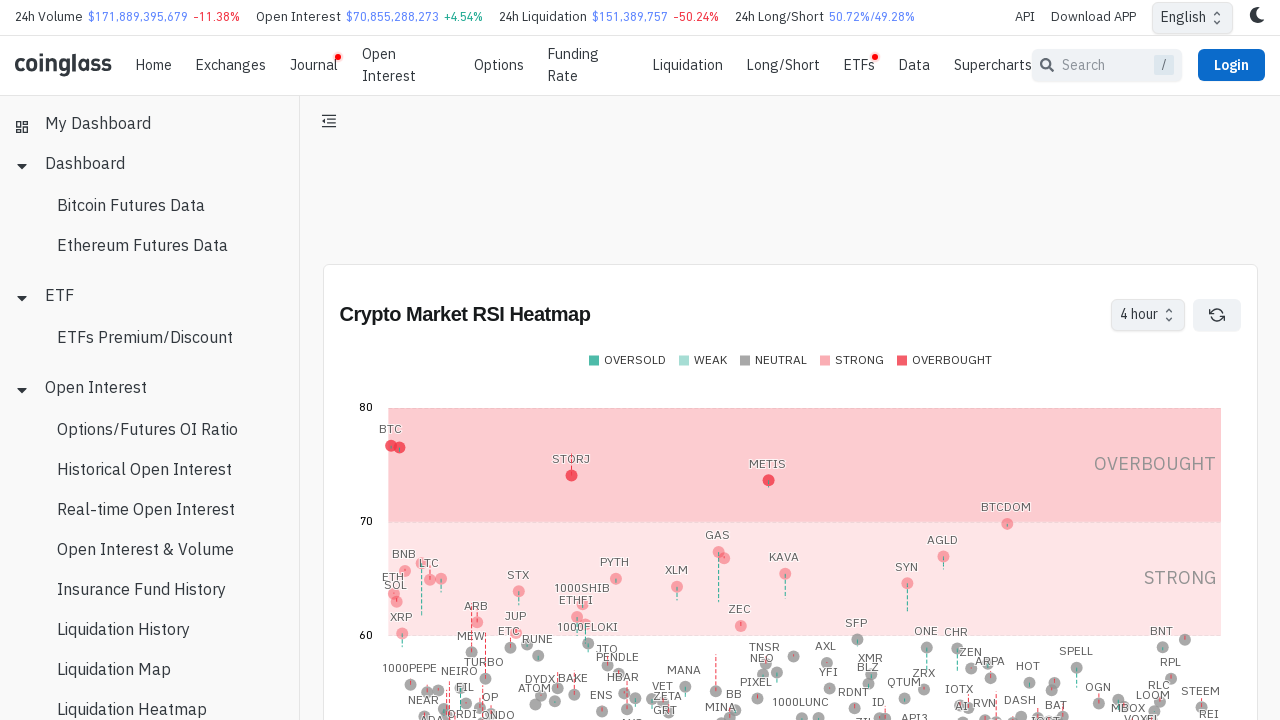 24h Volume $171,889,395,679 -11.38% Open Interest $70,855,288,273 +4.54% 24h Liquidation $151,389,757 -50.24% 24h Long/Short 50.72%/49.28% API Download APP English
coinglass Home Exchanges Journal Open Interest Options Funding Rate Liquidation Long/Short ETFs Data Supercharts Search / Login
My Dashboard
Dashboard
Bitcoin Futures Data
Ethereum Futures Data
ETF
ETFs Premium/Discount
Open Interest
Options/Futures OI Ratio
Historical Open Interest
Real-time Open Interest
Open Interest & Volume
Insurance Fund History
Liquidation History
Liquidation Map
Liquidation Heatmap
Crypto Market RSI Heatmap
4 hour
OVERSOLD WEAK NEUTRAL STRONG OVERBOUGHT
80
BTC
STORJ METIS OVERBOUGHT
BTCDOM
70
GAS AGLD
BNB LTC PYTH XLM KAVA SYN
ETH STX STRONG
SOL 1000SHIB
ETHFI
ARB ZEC
XRP JUP 1000FLOKI SFP
60
MEW ETC RUNE ONE CHR BNT
JTO TNSR AXL ZEN
TURBO PENDLE NEO XMR ARPA SPELL RPL
1000PEPE NEIRO HBAR MANA BLZ HOT
DYDX BAKE PIXEL YFI ZRX
FIL ATOM VET QTUM IOTX OGN RLC
NEAR OP ENS ZETA BB RDNT DASH LOOM STEEM
ORDI ONDO GRT MINA 1000LUNC ID RVN BAT MBOX REI
API3